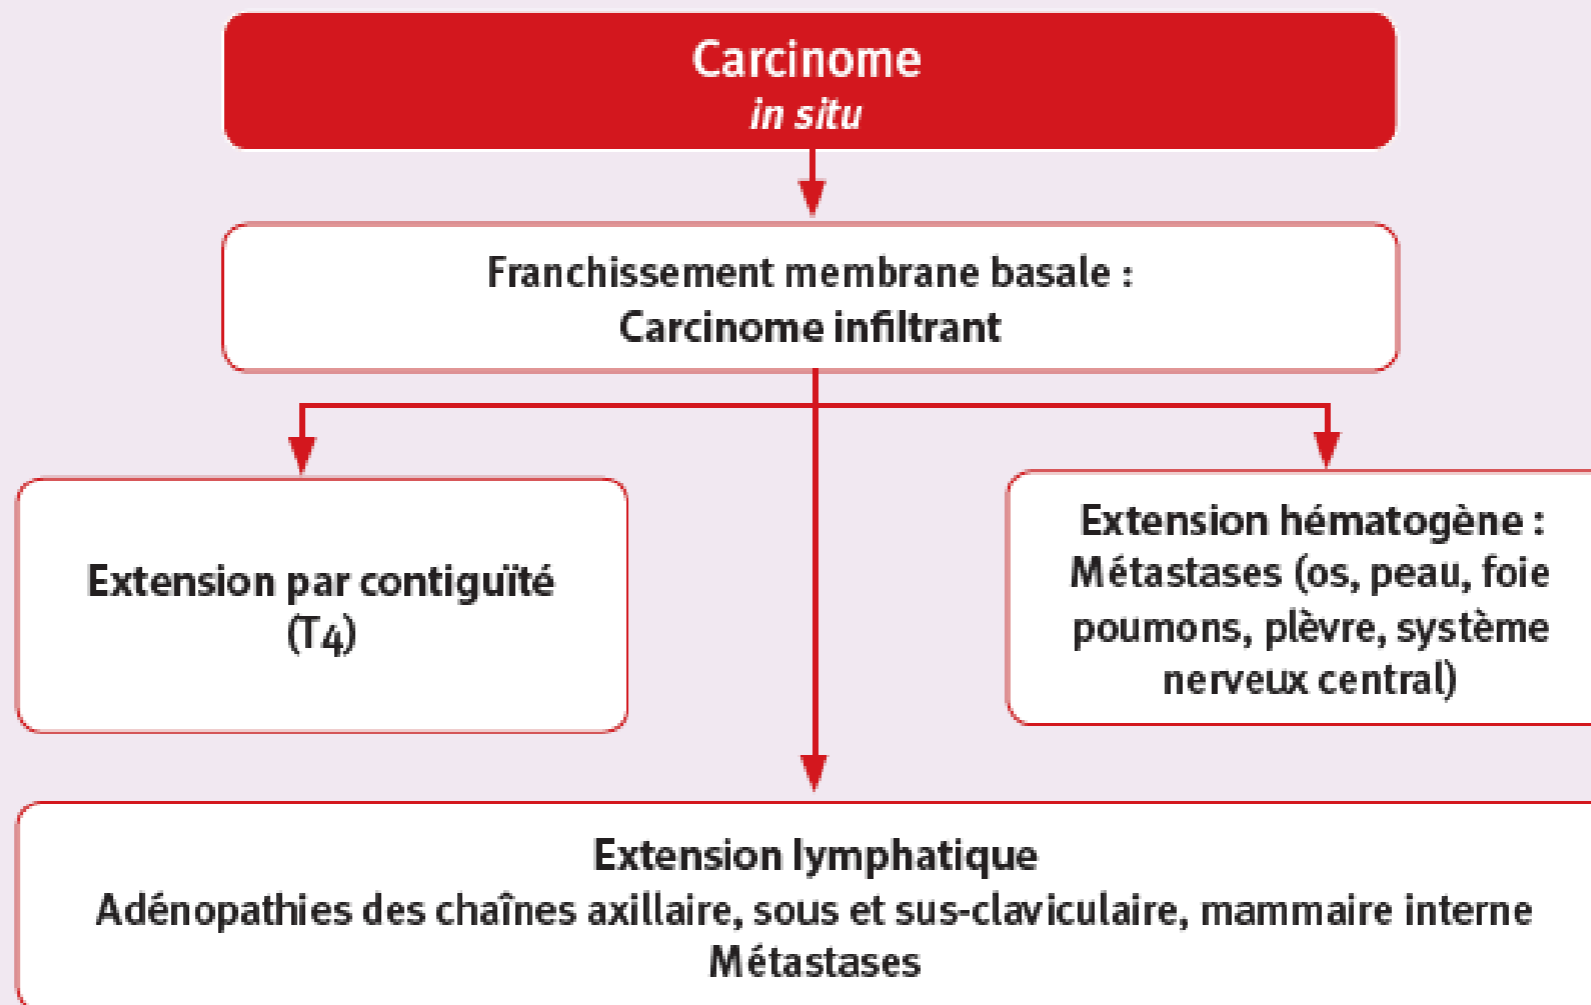 Carcinome
in situ
Franchissement membrane basale :
Carcinome infiltrant
Extension par contiguïté
(T4)
Extension hématogène :
Métastases (os, peau, foie
poumons, plèvre, système
nerveux central)
Extension lymphatique
Adénopathies des chaînes axillaire, sous et sus-claviculaire, mammaire interne
Métastases